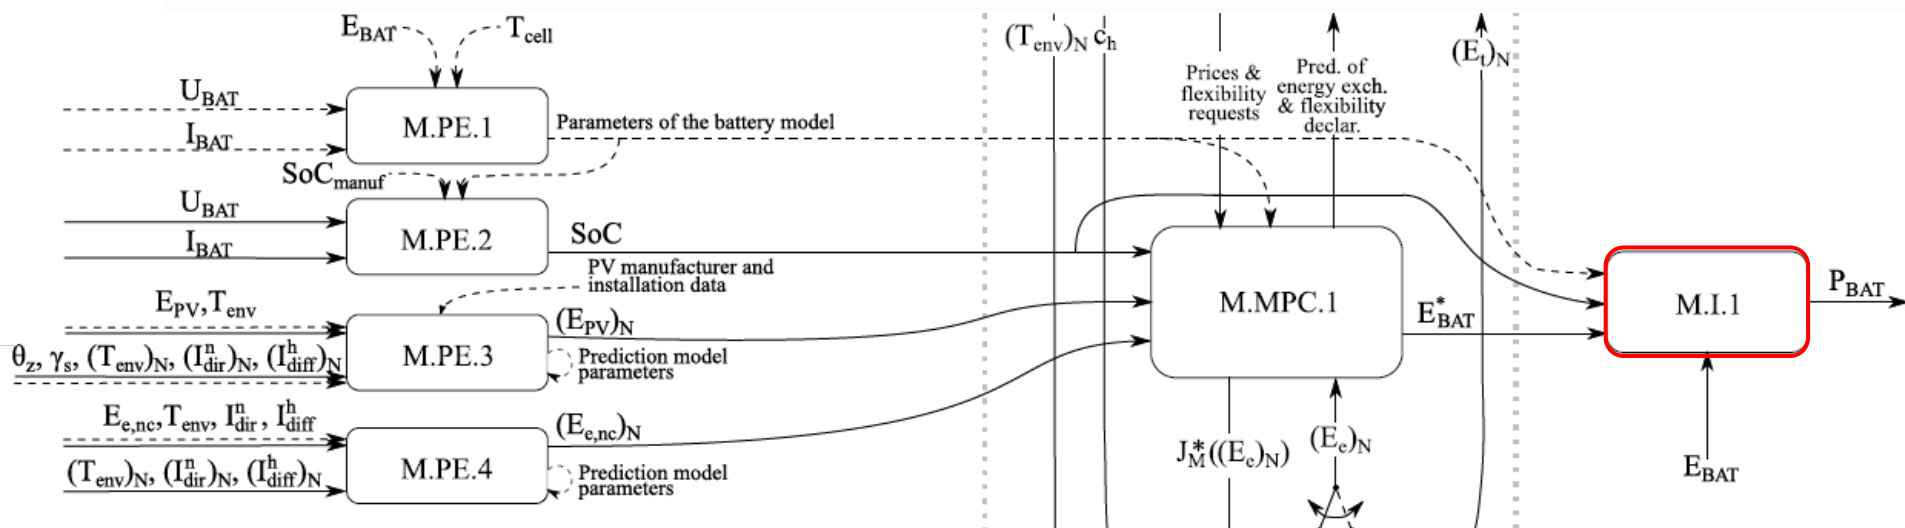 E_BAT
T_cell
(T_env)_N c_h
(E_t)_N
Prices &
flexibility
requests
Pred. of
energy exch.
& flexibility
declar.
U_BAT
I_BAT
M.PE.1
Parameters of the battery model
SoC_manuf
U_BAT
I_BAT
M.PE.2
SoC
PV manufacturer and
installation data
E_PV, T_env
θ_z, γ_s, (T_env)_N, (I^n_dir)_N, (I^h_diff)_N
M.PE.3
(E_PV)_N
Prediction model
parameters
E_e,nc, T_env, I^n_dir, I^h_diff
(T_env)_N, (I^n_dir)_N, (I^h_diff)_N
M.PE.4
(E_e,nc)_N
Prediction model
parameters
M.MPC.1
E^*_BAT
J^*_M((E_e)_N)
(E_e)_N
M.I.1
P_BAT
E_BAT